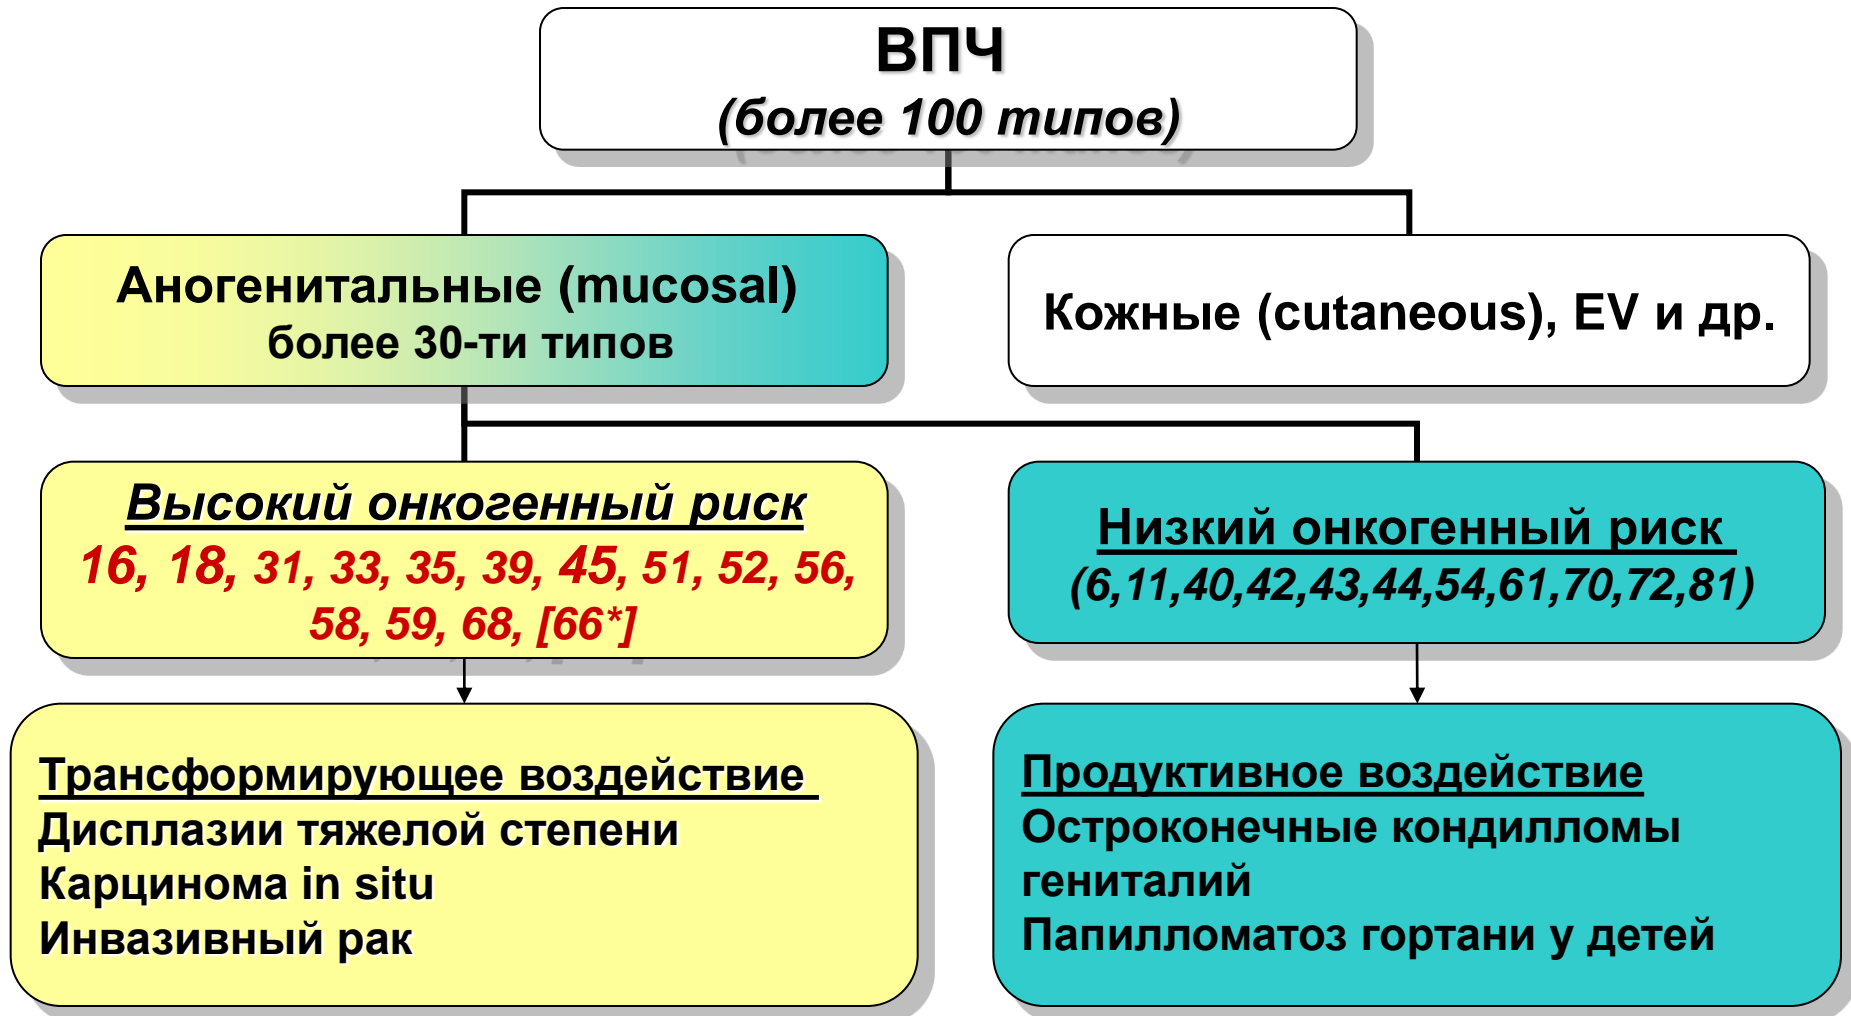 ВПЧ
(более 100 типов)
Аногенитальные (mucosal)
более 30-ти типов
Кожные (cutaneous), EV и др.
Высокий онкогенный риск
16, 18, 31, 33, 35, 39, 45, 51, 52, 56,
58, 59, 68, [66*]
Низкий онкогенный риск
(6,11,40,42,43,44,54,61,70,72,81)
Трансформирующее воздействие
Дисплазии тяжелой степени
Карцинома in situ
Инвазивный рак
Продуктивное воздействие
Остроконечные кондилломы
гениталий
Папилломатоз гортани у детей